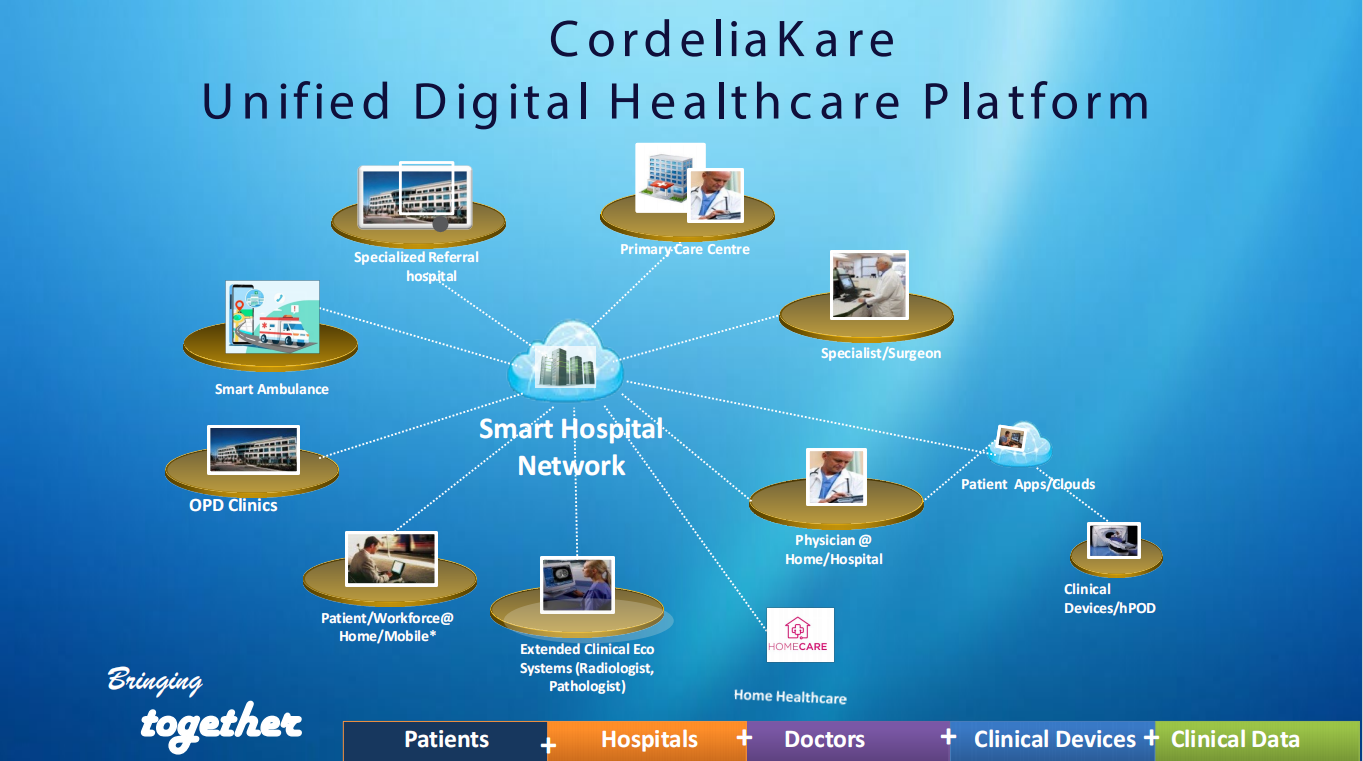 CordeliaKare
Unified Digital Healthcare Platform
Specialized Referral
hospital
Primary Care Centre
Specialist/Surgeon
Smart Ambulance
Smart Hospital
Network
OPD Clinics
Patient Apps/Clouds
Physician @
Home/Hospital
Clinical
Devices/hPOD
Patient/Workforce@
Home/Mobile*
Extended Clinical Eco
Systems (Radiologist,
Pathologist)
HOMECARE
Home Healthcare
Bringing
together
Patients + Hospitals + Doctors + Clinical Devices + Clinical Data